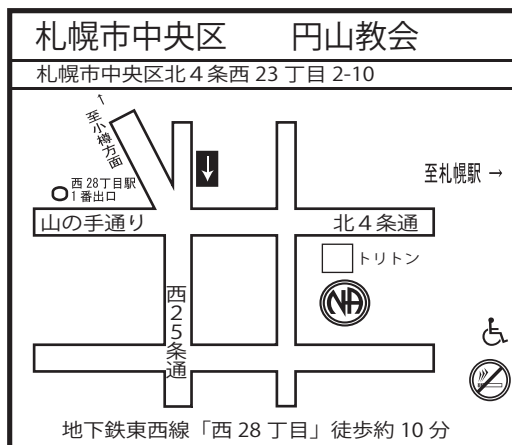 札幌市中央区　円山教会
札幌市中央区北４条西 23 丁目 2-10
至小樽方面→
至札幌駅 →
西 28丁目駅
1 番出口
山の手通り
北４条通
トリトン
NA
西25条通
地下鉄東西線「西 28 丁目」徒歩約 10 分